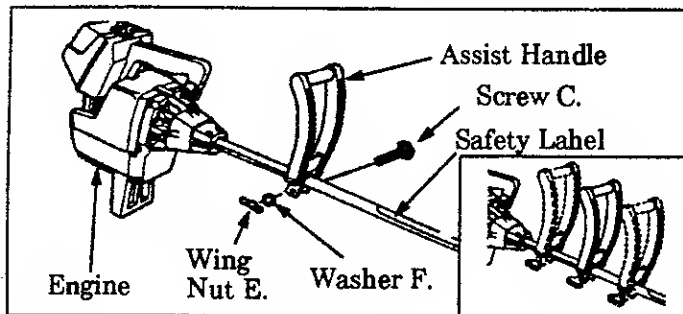 Assist Handle
Screw C.
Safety Lahel
Engine
Wing
Nut E.
Washer F.